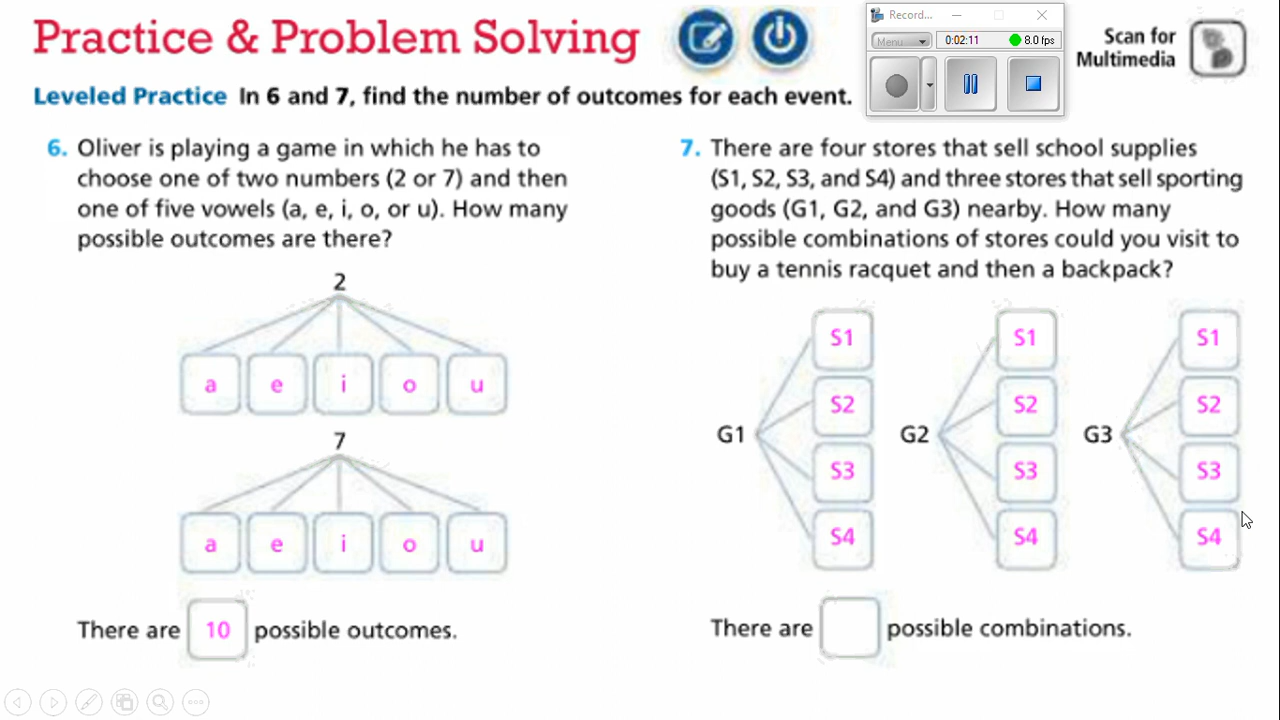 Practice & Problem Solving
Record...
Menu
0:02:11
8.0 fps
Scan for
Multimedia
Leveled Practice In 6 and 7, find the number of outcomes for each event.
6. Oliver is playing a game in which he has to
choose one of two numbers (2 or 7) and then
one of five vowels (a, e, i, o, or u). How many
possible outcomes are there?
2
a e i o u
7
a e i o u
There are 10 possible outcomes.
7. There are four stores that sell school supplies
(S1, S2, S3, and S4) and three stores that sell sporting
goods (G1, G2, and G3) nearby. How many
possible combinations of stores could you visit to
buy a tennis racquet and then a backpack?
G1
S1
S2
S3
S4
G2
S1
S2
S3
S4
G3
S1
S2
S3
S4
There are possible combinations.